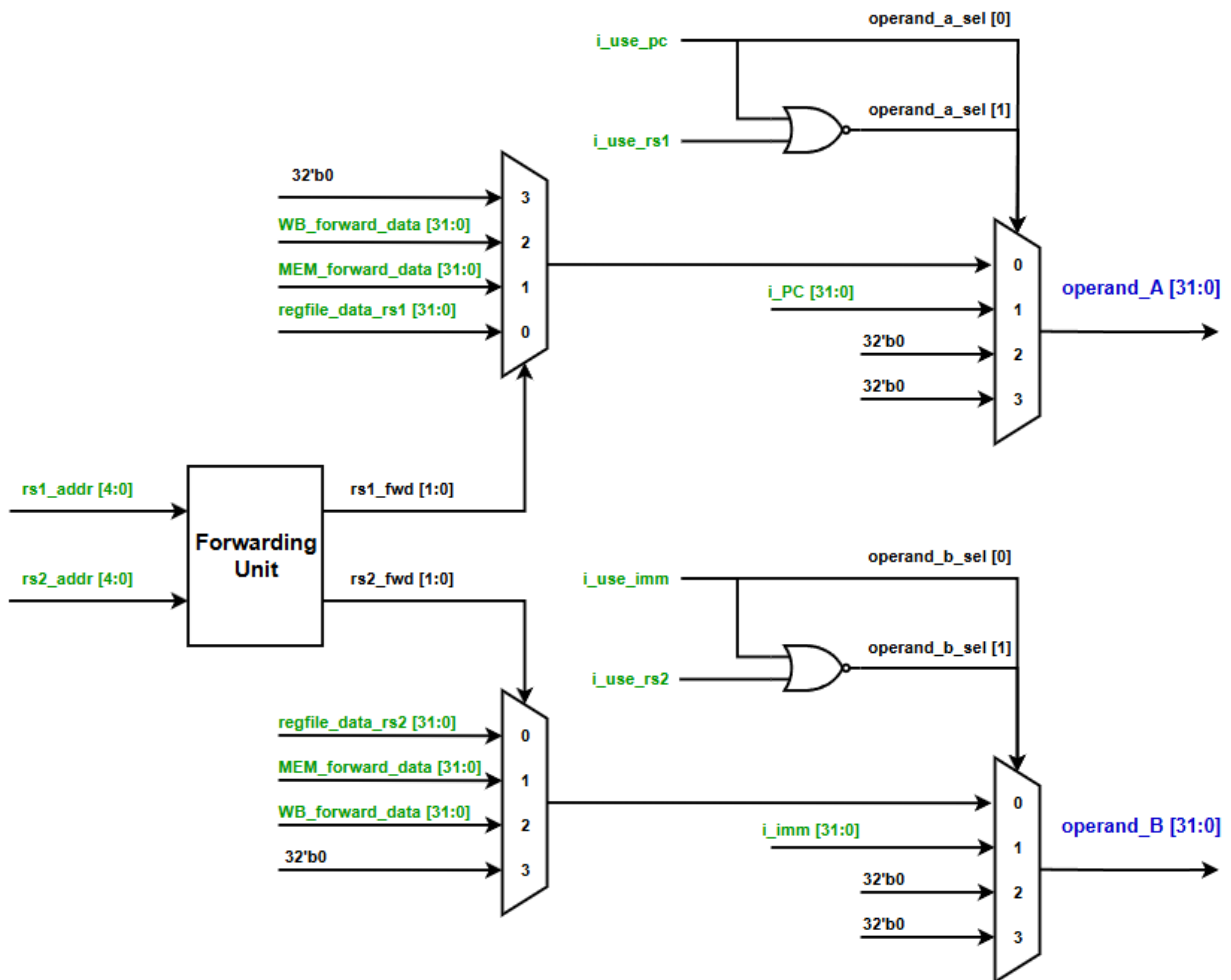 operand_a_sel [0]
i_use_pc
operand_a_sel [1]
i_use_rs1
32'b0
3
WB_forward_data [31:0]
2
MEM_forward_data [31:0]
1
regfile_data_rs1 [31:0]
0
0
i_PC [31:0]
1
32'b0
2
32'b0
3
operand_A [31:0]
rs1_addr [4:0]
rs1_fwd [1:0]
Forwarding
Unit
rs2_addr [4:0]
rs2_fwd [1:0]
operand_b_sel [0]
i_use_imm
operand_b_sel [1]
i_use_rs2
regfile_data_rs2 [31:0]
0
MEM_forward_data [31:0]
1
WB_forward_data [31:0]
2
32'b0
3
0
i_imm [31:0]
1
32'b0
2
32'b0
3
operand_B [31:0]